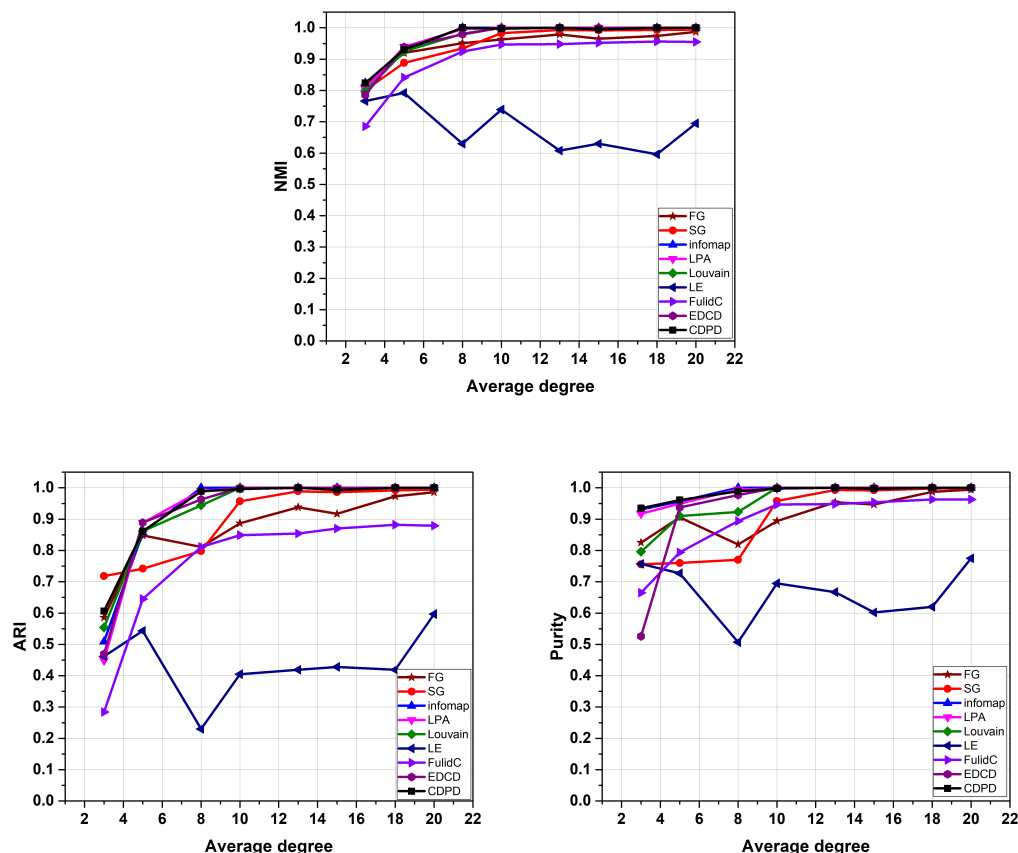 1.0
0.9
0.8
0.7
0.6
0.5
0.4
0.3
0.2
0.1
0.0
NMI
FG
SG
infomap
LPA
Louvain
LE
FulidC
EDCD
CDPD
2 4 6 8 10 12 14 16 18 20 22
Average degree
1.0
0.9
0.8
0.7
0.6
0.5
0.4
0.3
0.2
0.1
0.0
ARI
FG
SG
infomap
LPA
Louvain
LE
FulidC
EDCD
CDPD
2 4 6 8 10 12 14 16 18 20 22
Average degree
1.0
0.9
0.8
0.7
0.6
0.5
0.4
0.3
0.2
0.1
0.0
Purity
FG
SG
infomap
LPA
Louvain
LE
FulidC
EDCD
CDPD
2 4 6 8 10 12 14 16 18 20 22
Average degree